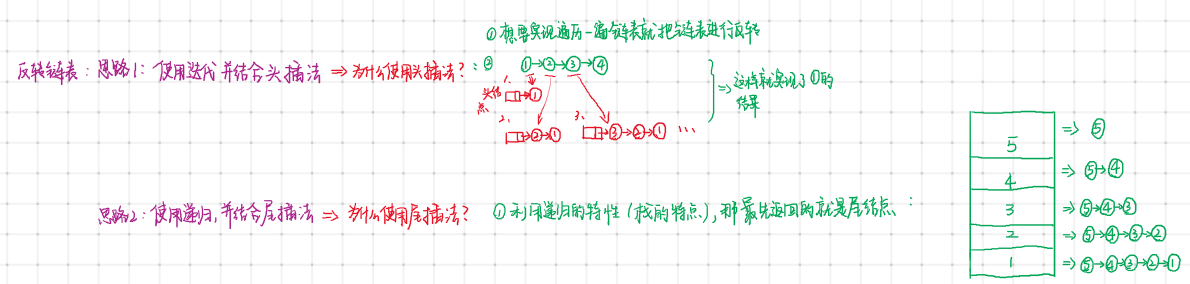 ①想要实现遍历一遍链表就把链表进行反转
反转链表：思路1：使用迭代并结合头插法 ⇒ 为什么使用头插法？：② ①→②→③→④
⇒ 这样就实现了①的结果
1、
头结点 →①
2、 →②→①
3、 →③→②→① …
思路2：使用递归，并结合尾插法 ⇒ 为什么使用尾插法？ ①利用递归的特性(栈的特点)，那最先返回的就是尾结点：
5 ⇒ ⑤
4 ⇒ ⑤→④
3 ⇒ ⑤→④→③
2 ⇒ ⑤→④→③→②
1 ⇒ ⑤→④→③→②→①